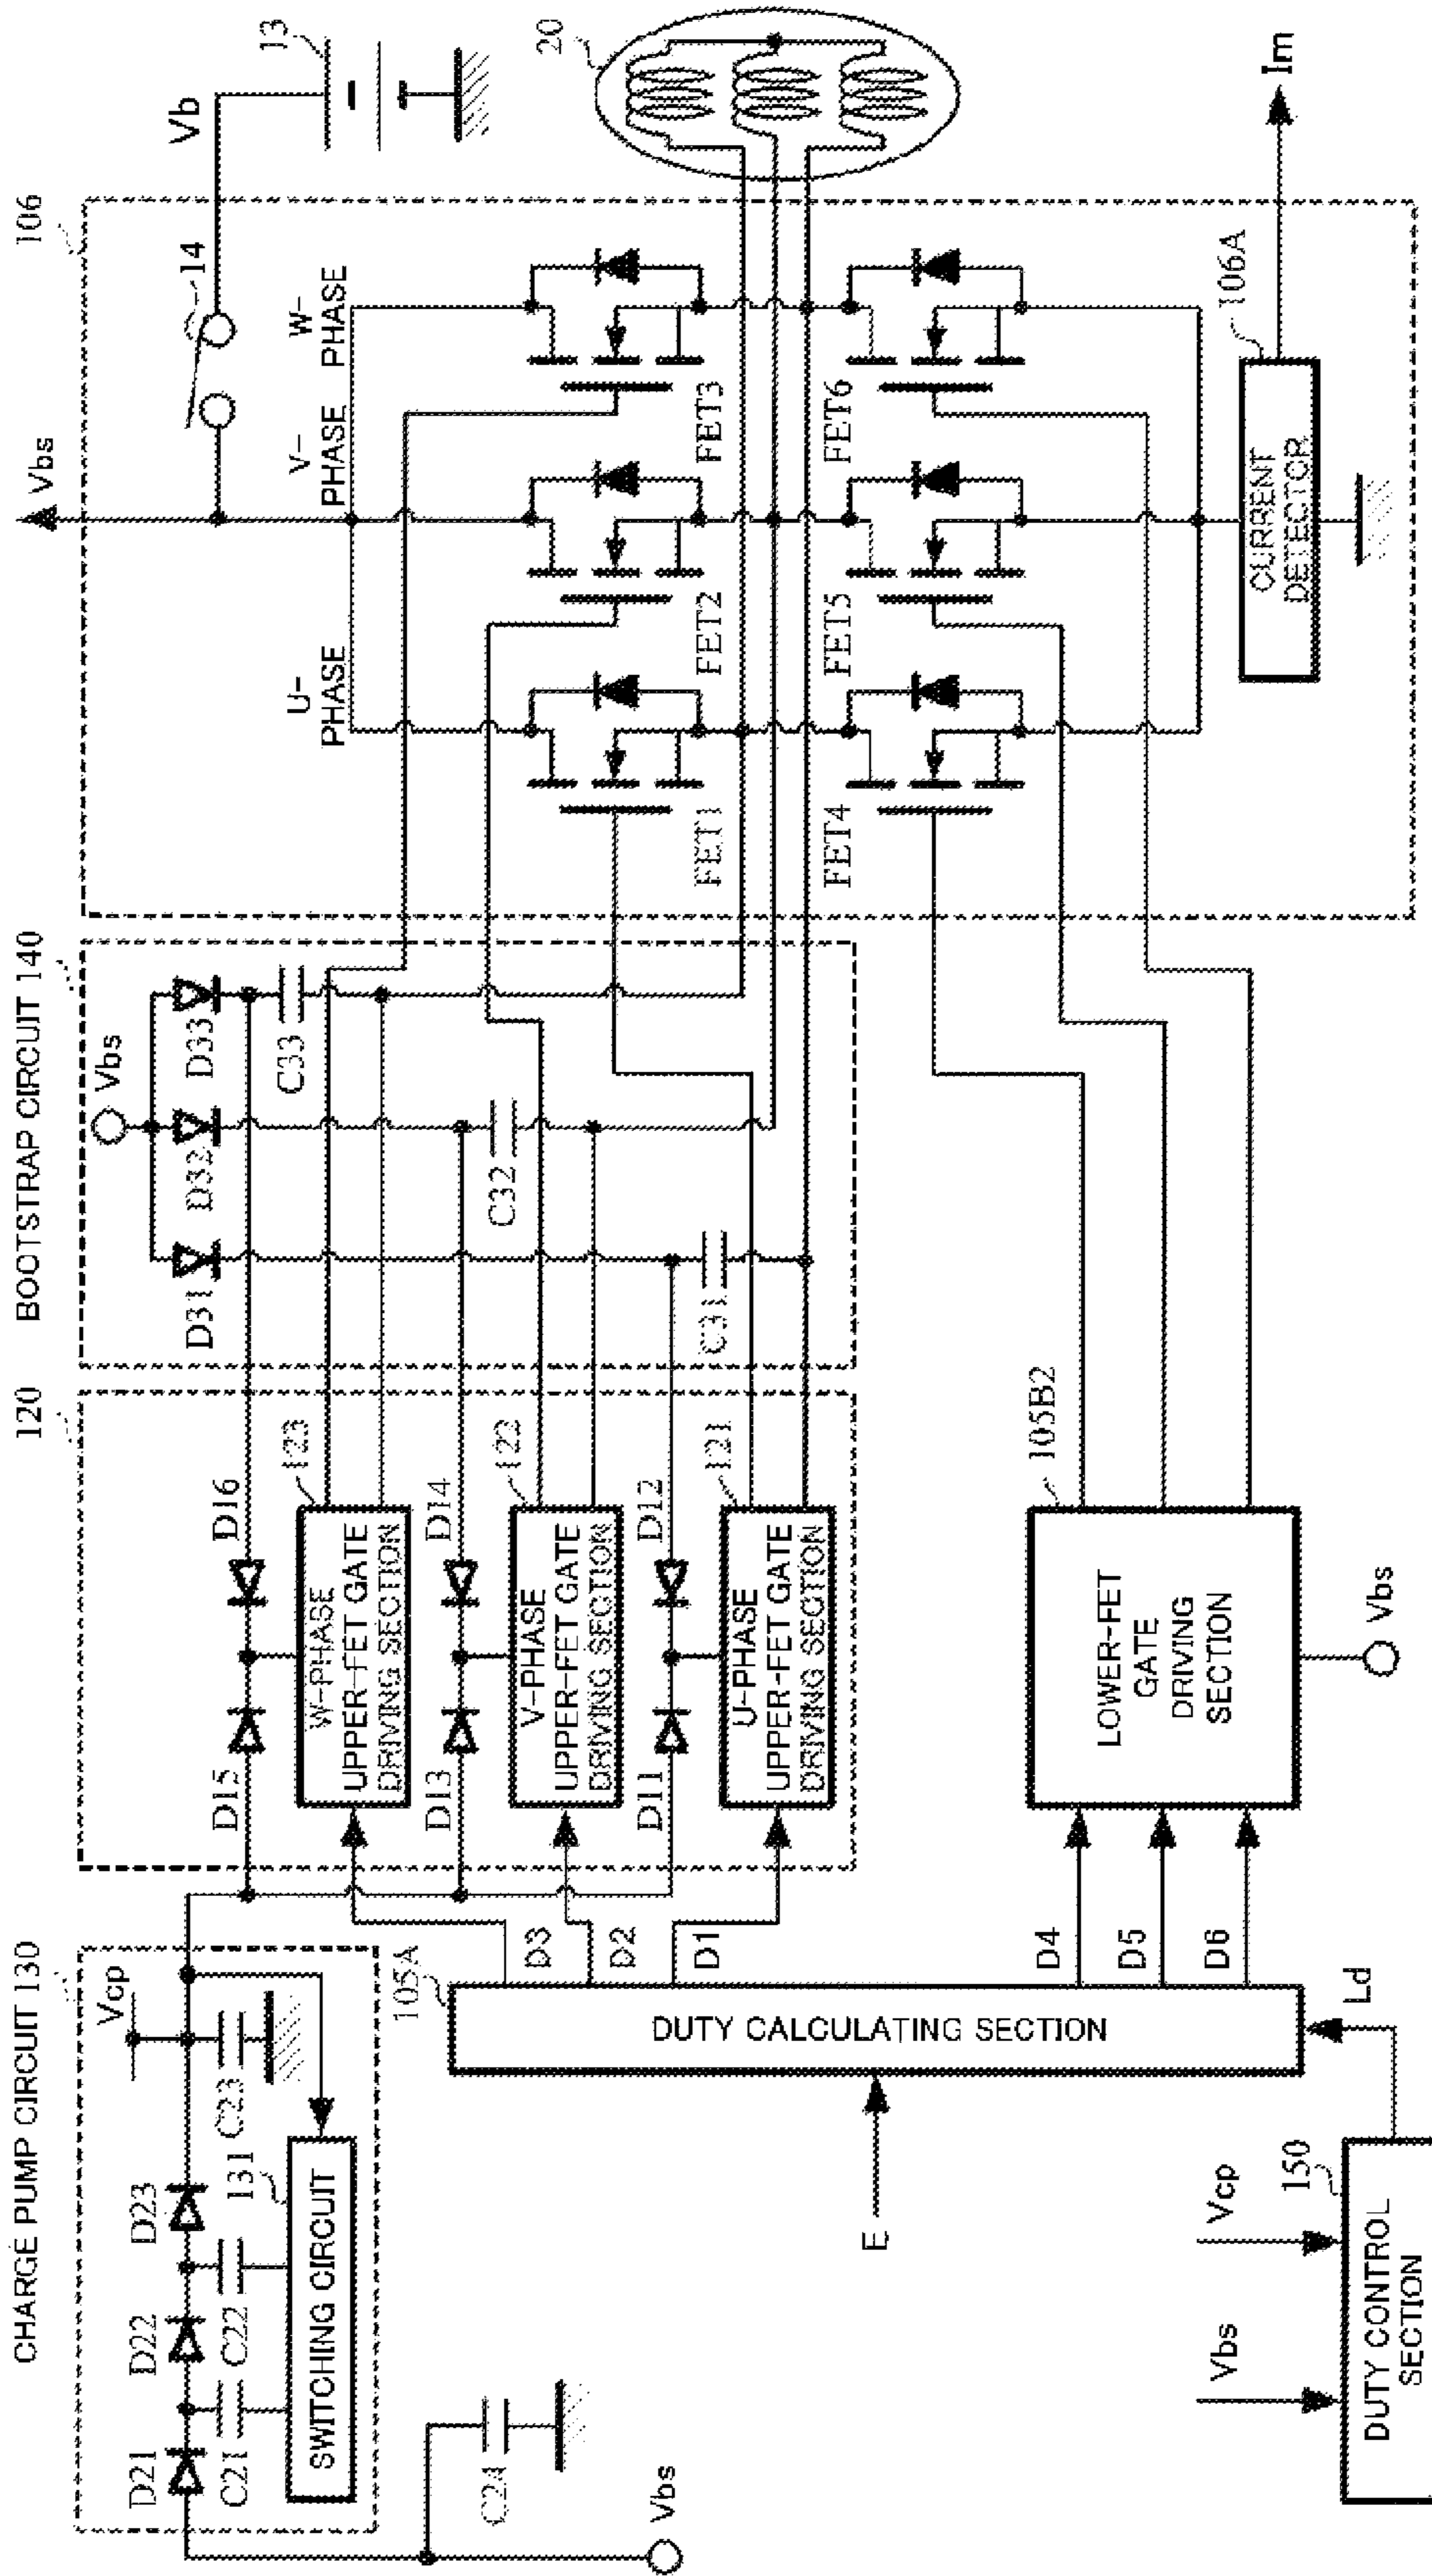 CHARGE PUMP CIRCUIT 130
120
BOOTSTRAP CIRCUIT 140
106
Vb
13
14
20
Vbs
Vcp
D21
D22
D23
C21
C22
C23
131
SWITCHING CIRCUIT
C24
Vbs
D15
D16
W-PHASE
UPPER-FET GATE
DRIVING SECTION
123
D13
D14
V-PHASE
UPPER-FET GATE
DRIVING SECTION
122
D11
D12
U-PHASE
UPPER-FET GATE
DRIVING SECTION
121
Vbs
D31
D32
D33
C33
C32
C31
U-
PHASE
V-
PHASE
W-
PHASE
FET1
FET2
FET3
FET4
FET5
FET6
CURRENT
DETECTOR
106A
Im
105A
D3
D2
D1
DUTY CALCULATING SECTION
D4
D5
D6
E
Ld
105B2
LOWER-FET
GATE
DRIVING
SECTION
Vbs
Vbs
Vcp
150
DUTY CONTROL
SECTION